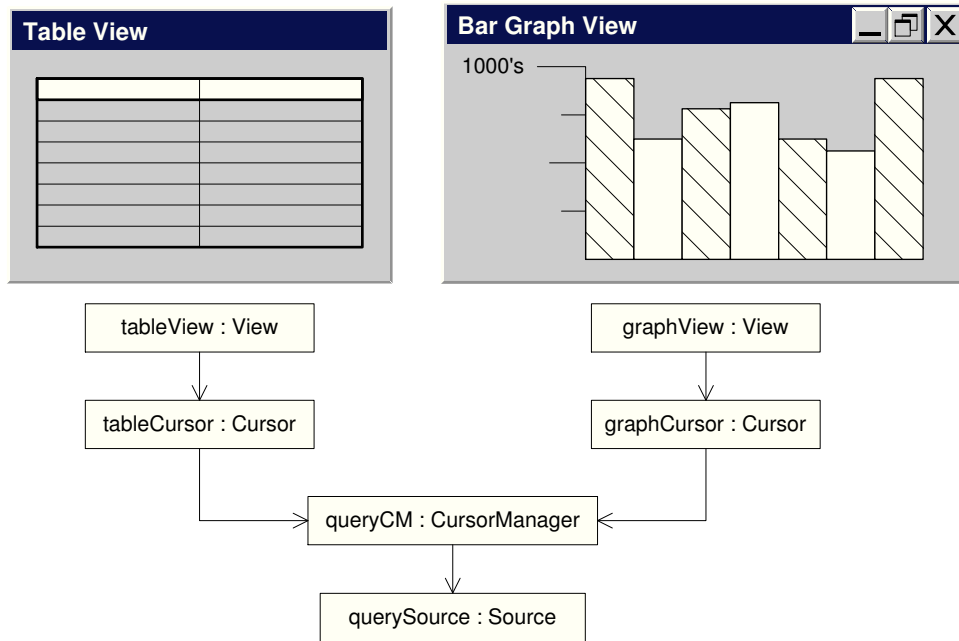 Table View
Bar Graph View
1000's
tableView : View
graphView : View
tableCursor : Cursor
graphCursor : Cursor
queryCM : CursorManager
querySource : Source